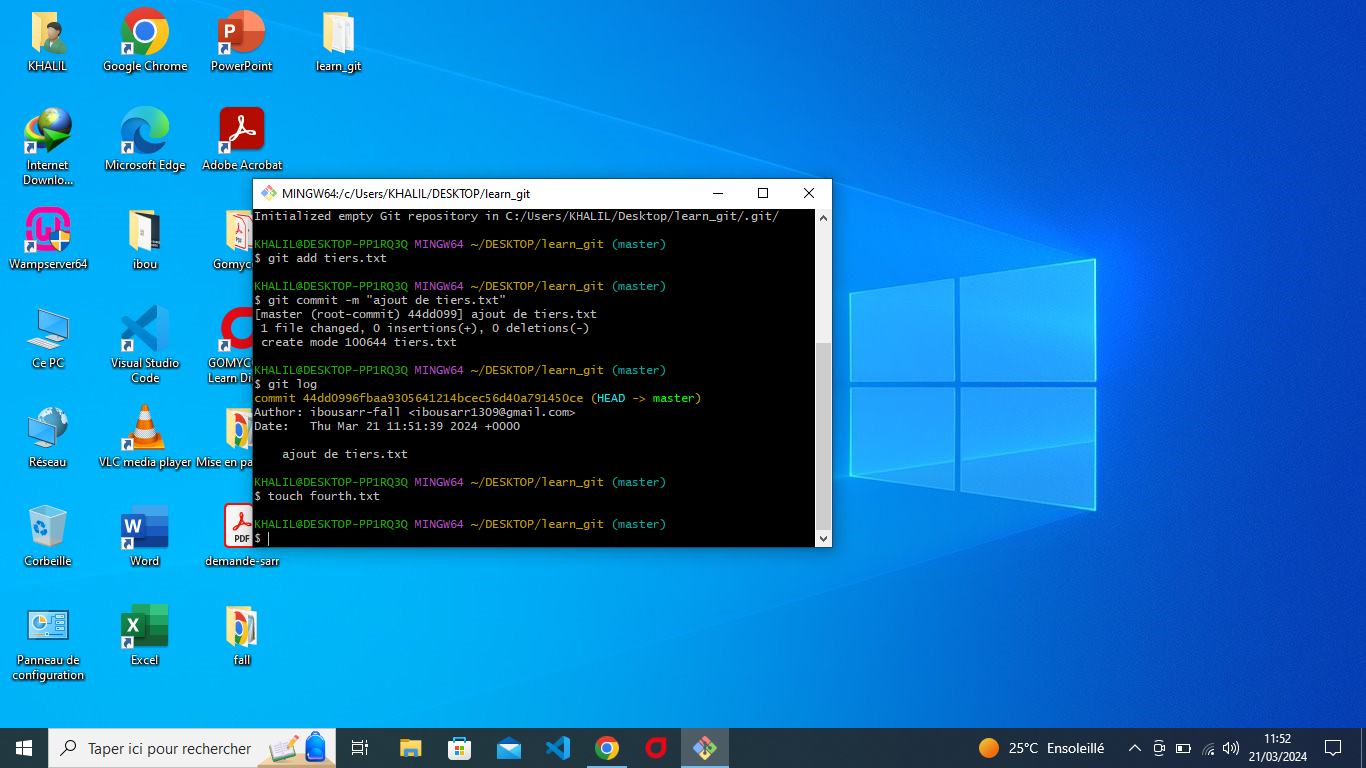 KHALIL
Google Chrome
PowerPoint
learn_git
Internet
Downlo...
Microsoft Edge
Adobe Acrobat
Wampserver64
ibou
Gomyc
Ce PC
Visual Studio
Code
GOMYC
Learn Di
Réseau
VLC media player
Mise en pa
Corbeille
Word
PDF
demande-sarr
Panneau de
configuration
Excel
fall
MINGW64:/c/Users/KHALIL/DESKTOP/learn_git
Initialized empty Git repository in C:/Users/KHALIL/Desktop/learn_git/.git/
KHALIL@DESKTOP-PP1RQ3Q MINGW64 ~/DESKTOP/learn_git (master)
$ git add tiers.txt
KHALIL@DESKTOP-PP1RQ3Q MINGW64 ~/DESKTOP/learn_git (master)
$ git commit -m "ajout de tiers.txt"
[master (root-commit) 44dd099] ajout de tiers.txt
1 file changed, 0 insertions(+), 0 deletions(-)
create mode 100644 tiers.txt
KHALIL@DESKTOP-PP1RQ3Q MINGW64 ~/DESKTOP/learn_git (master)
$ git log
commit 44dd0996fbaa9305641214bcec56d40a791450ce (HEAD -> master)
Author: ibousarr-fall <ibousarr1309@gmail.com>
Date:   Thu Mar 21 11:51:39 2024 +0000
ajout de tiers.txt
KHALIL@DESKTOP-PP1RQ3Q MINGW64 ~/DESKTOP/learn_git (master)
$ touch fourth.txt
KHALIL@DESKTOP-PP1RQ3Q MINGW64 ~/DESKTOP/learn_git (master)
$
Taper ici pour rechercher
25°C Ensoleillé
11:52
21/03/2024